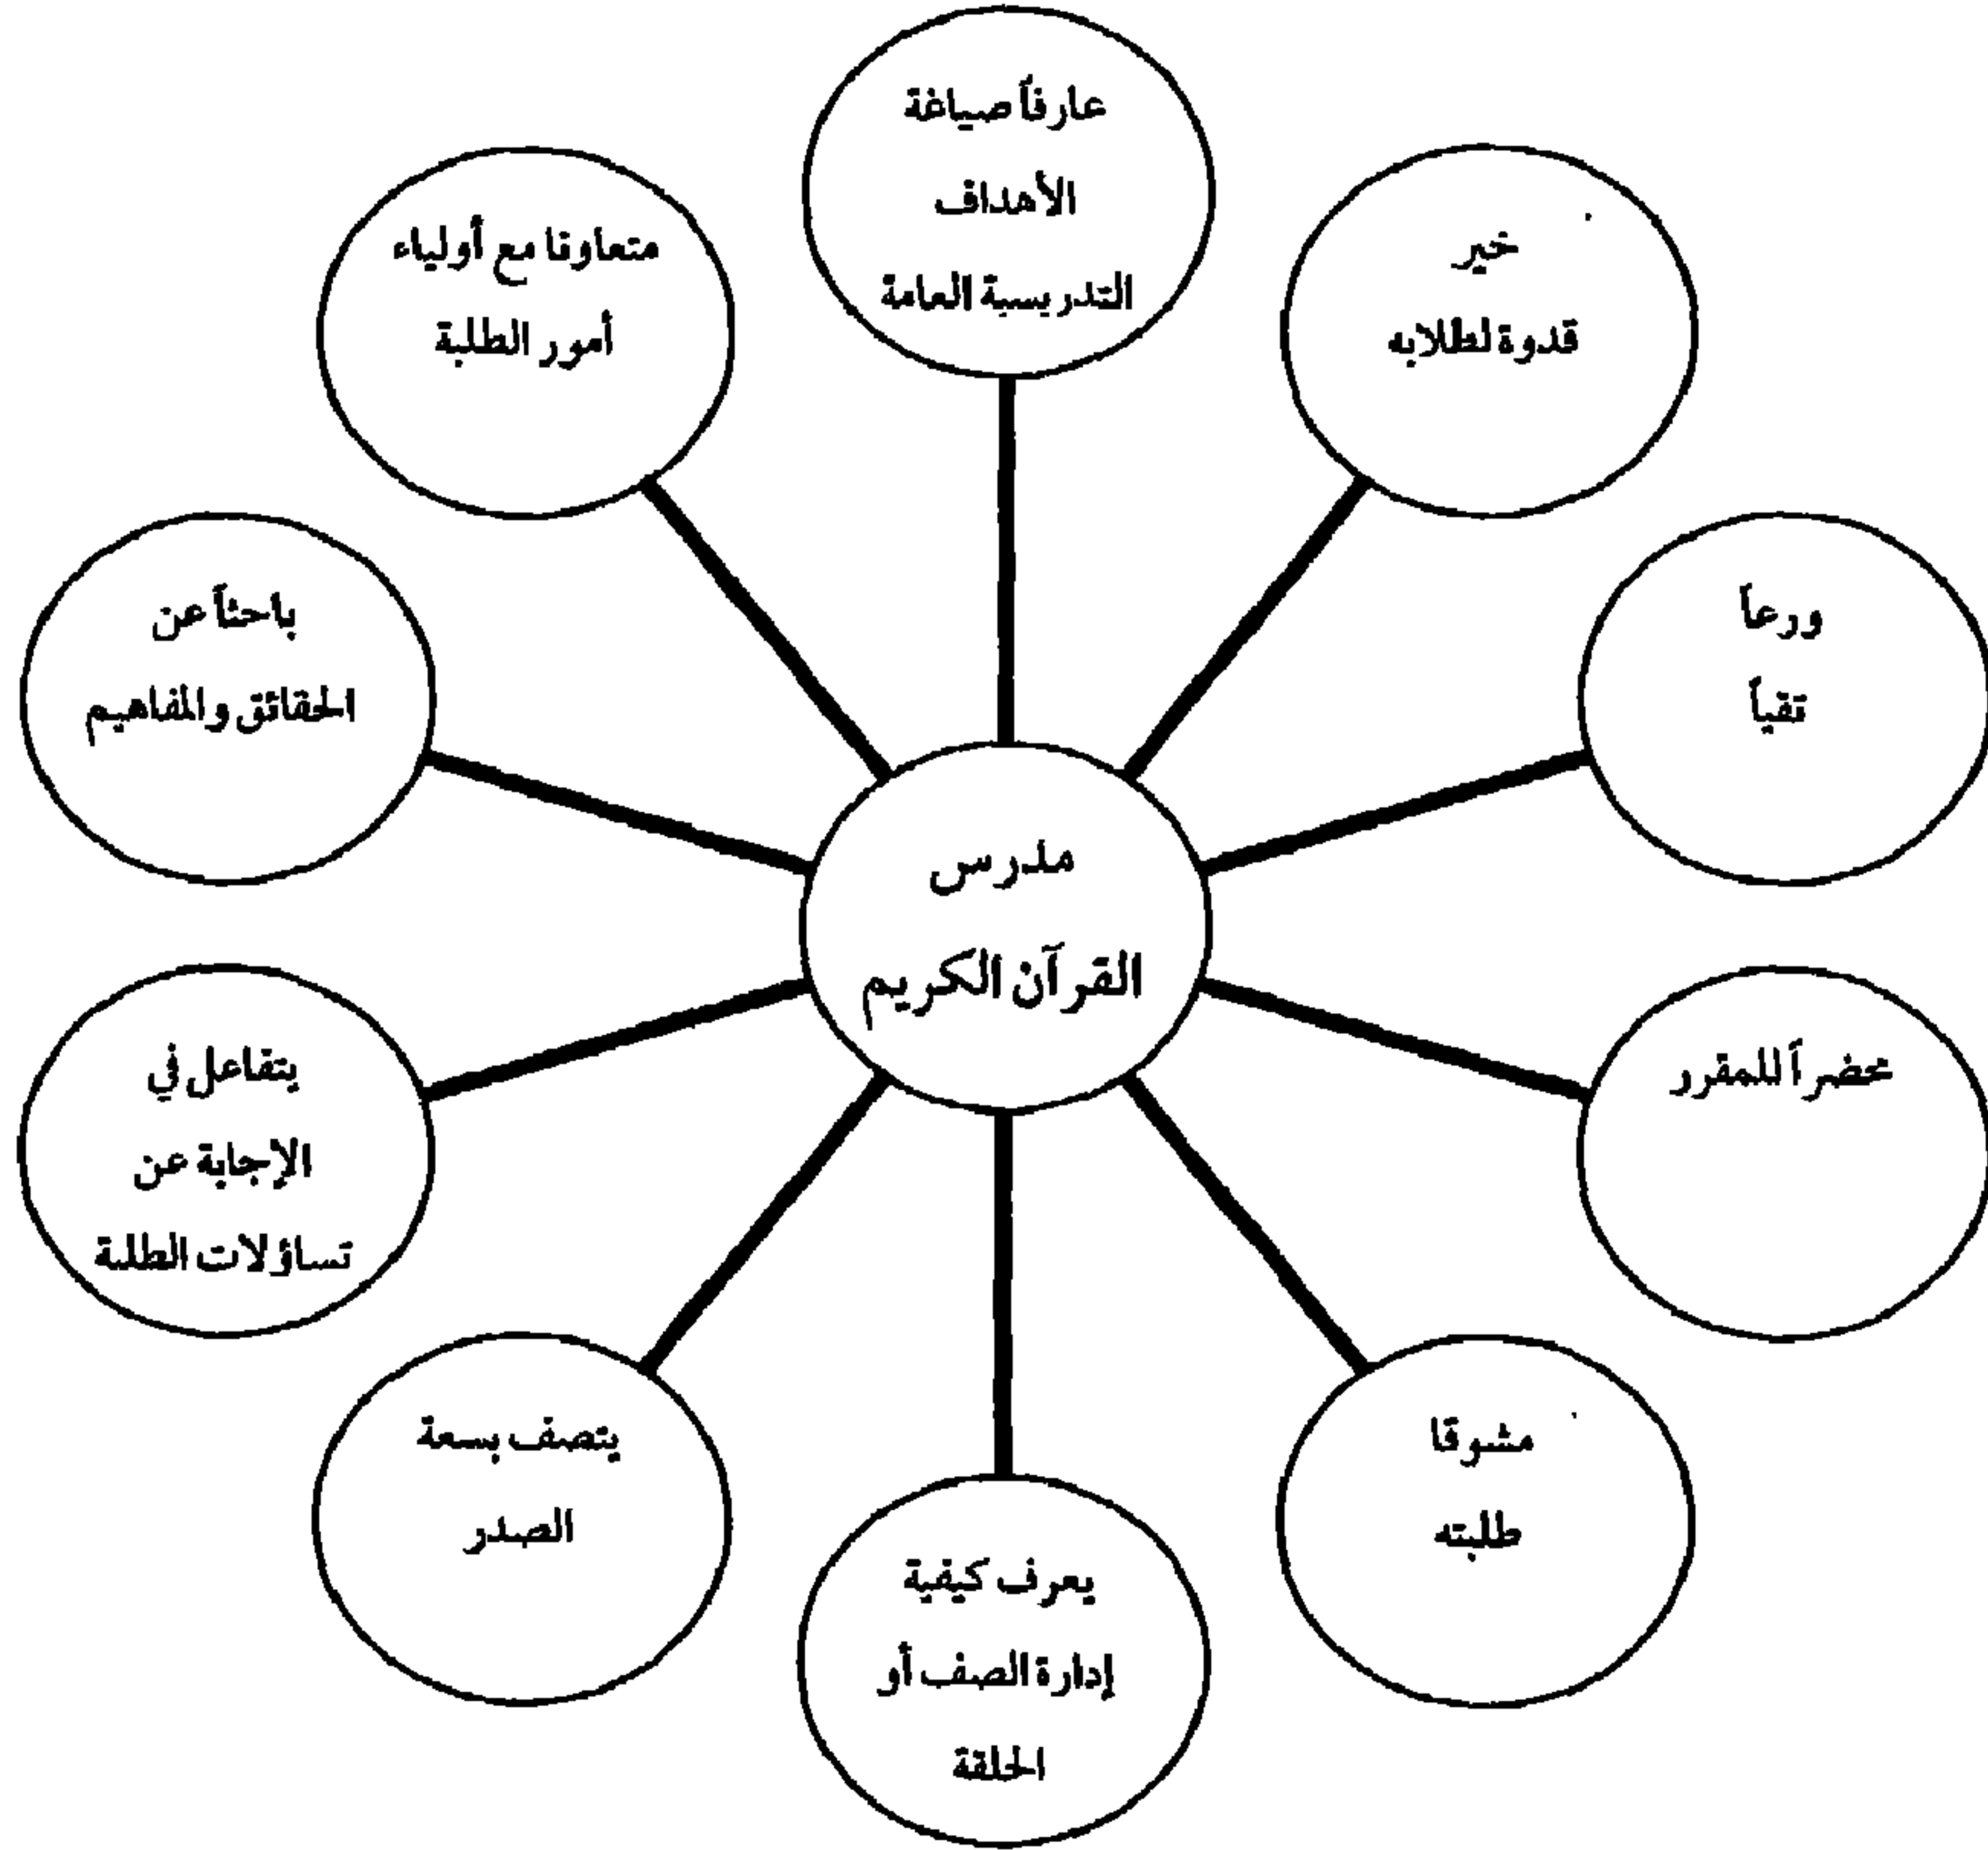 عارفاً صياغة
الأهداف
التدريسية العامة
خير
قدوة لطلابه
ورعاً
تقياً
محضراً للمقرر
مشوقا
طلبته
يعرف كيفية
إدارة الصف أو
الحلقة
يتصف بسعة
الصدر
يتفاعل في
الإجابة عن
تساؤلات الطلبة
باحثاً عن
الحقائق والمفاهيم
متعاونا مع أولياء
أمور الطلبة
مدرس
القرآن الكريم